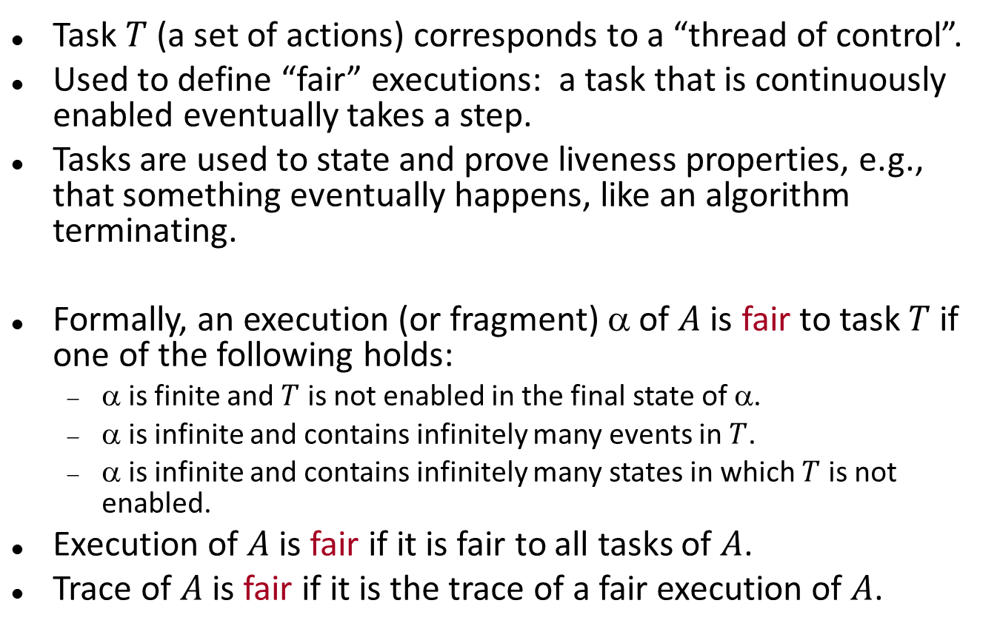 • Task T (a set of actions) corresponds to a “thread of control”.
• Used to define “fair” executions: a task that is continuously
enabled eventually takes a step.
• Tasks are used to state and prove liveness properties, e.g.,
that something eventually happens, like an algorithm
terminating.
• Formally, an execution (or fragment) α of A is fair to task T if
one of the following holds:
– α is finite and T is not enabled in the final state of α.
– α is infinite and contains infinitely many events in T.
– α is infinite and contains infinitely many states in which T is not
enabled.
• Execution of A is fair if it is fair to all tasks of A.
• Trace of A is fair if it is the trace of a fair execution of A.